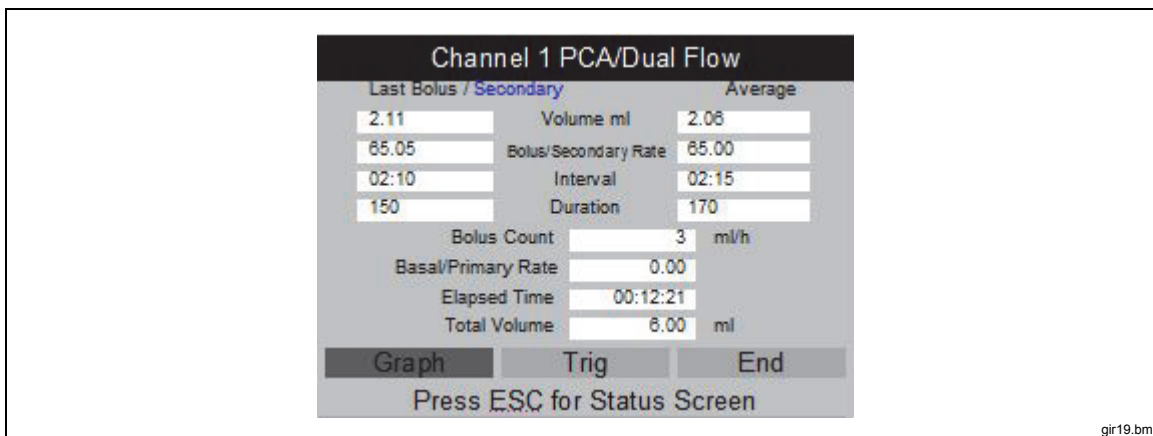 Channel 1 PCA/Dual Flow
Last Bolus / Secondary Average
2.11 Volume ml 2.06
65.05 Bolus/Secondary Rate 65.00
02:10 Interval 02:15
150 Duration 170
Bolus Count 3 ml/h
Basal/Primary Rate 0.00
Elapsed Time 00:12:21
Total Volume 6.00 ml
Graph Trig End
Press ESC for Status Screen
gir19.bm